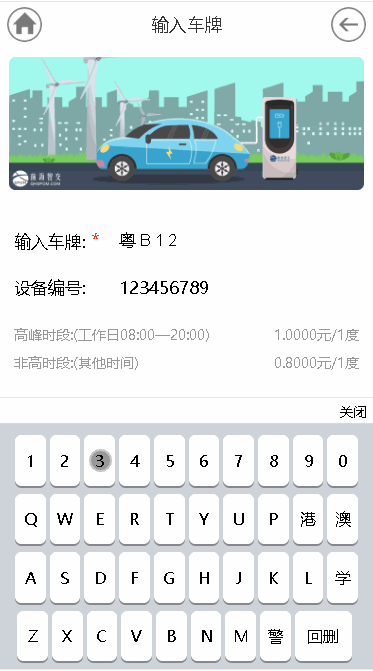 输入车牌
前海智交
QHSPCM.COM
输入车牌: * 粤B12
设备编号: 123456789
高峰时段:(工作日08:00—20:00) 1.0000元/1度
非高时段:(其他时间) 0.8000元/1度
关闭
1 2 3 4 5 6 7 8 9 0
Q W E R T Y U P 港 澳
A S D F G H J K L 学
Z X C V B N M 警 回删